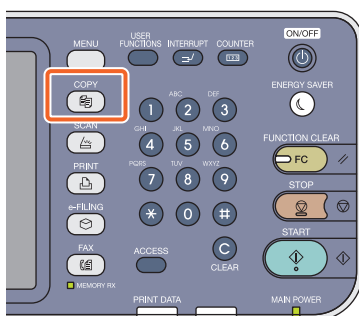 ON/OFF
MENU
USER
FUNCTIONS
INTERRUPT
COUNTER
123
COPY
ENERGY SAVER
ABC
DEF
1
2
3
SCAN
GHI
JKL
MNO
4
5
6
FUNCTION CLEAR
FC
PRINT
PQRS
TUV
WXYZ
7
8
9
STOP
e-FILING
*
0
#
START
FAX
ACCESS
C
CLEAR
MEMORY RX
PRINT DATA
MAIN POWER